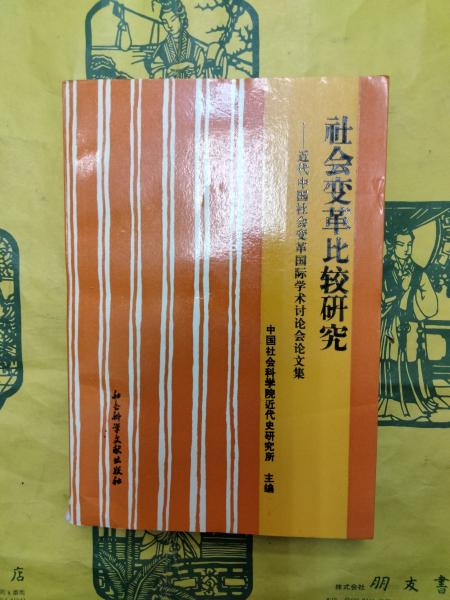 社会变革比较研究
——近代中国社会变革国际学术讨论会论文集
中国社会科学院近代史研究所 主编
社会科学文献出版社
店
株式会社 朋友書